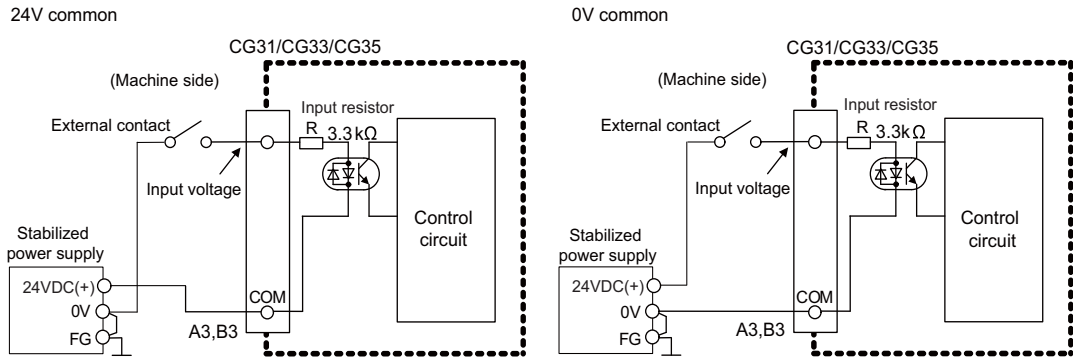 24V common
CG31/CG33/CG35
(Machine side)
Input resistor
External contact
R
3.3kΩ
Input voltage
Control
circuit
Stabilized
power supply
24VDC(+)
0V
FG
COM
A3,B3
0V common
CG31/CG33/CG35
(Machine side)
Input resistor
External contact
R
3.3kΩ
Input voltage
Control
circuit
Stabilized
power supply
24VDC(+)
0V
FG
COM
A3,B3